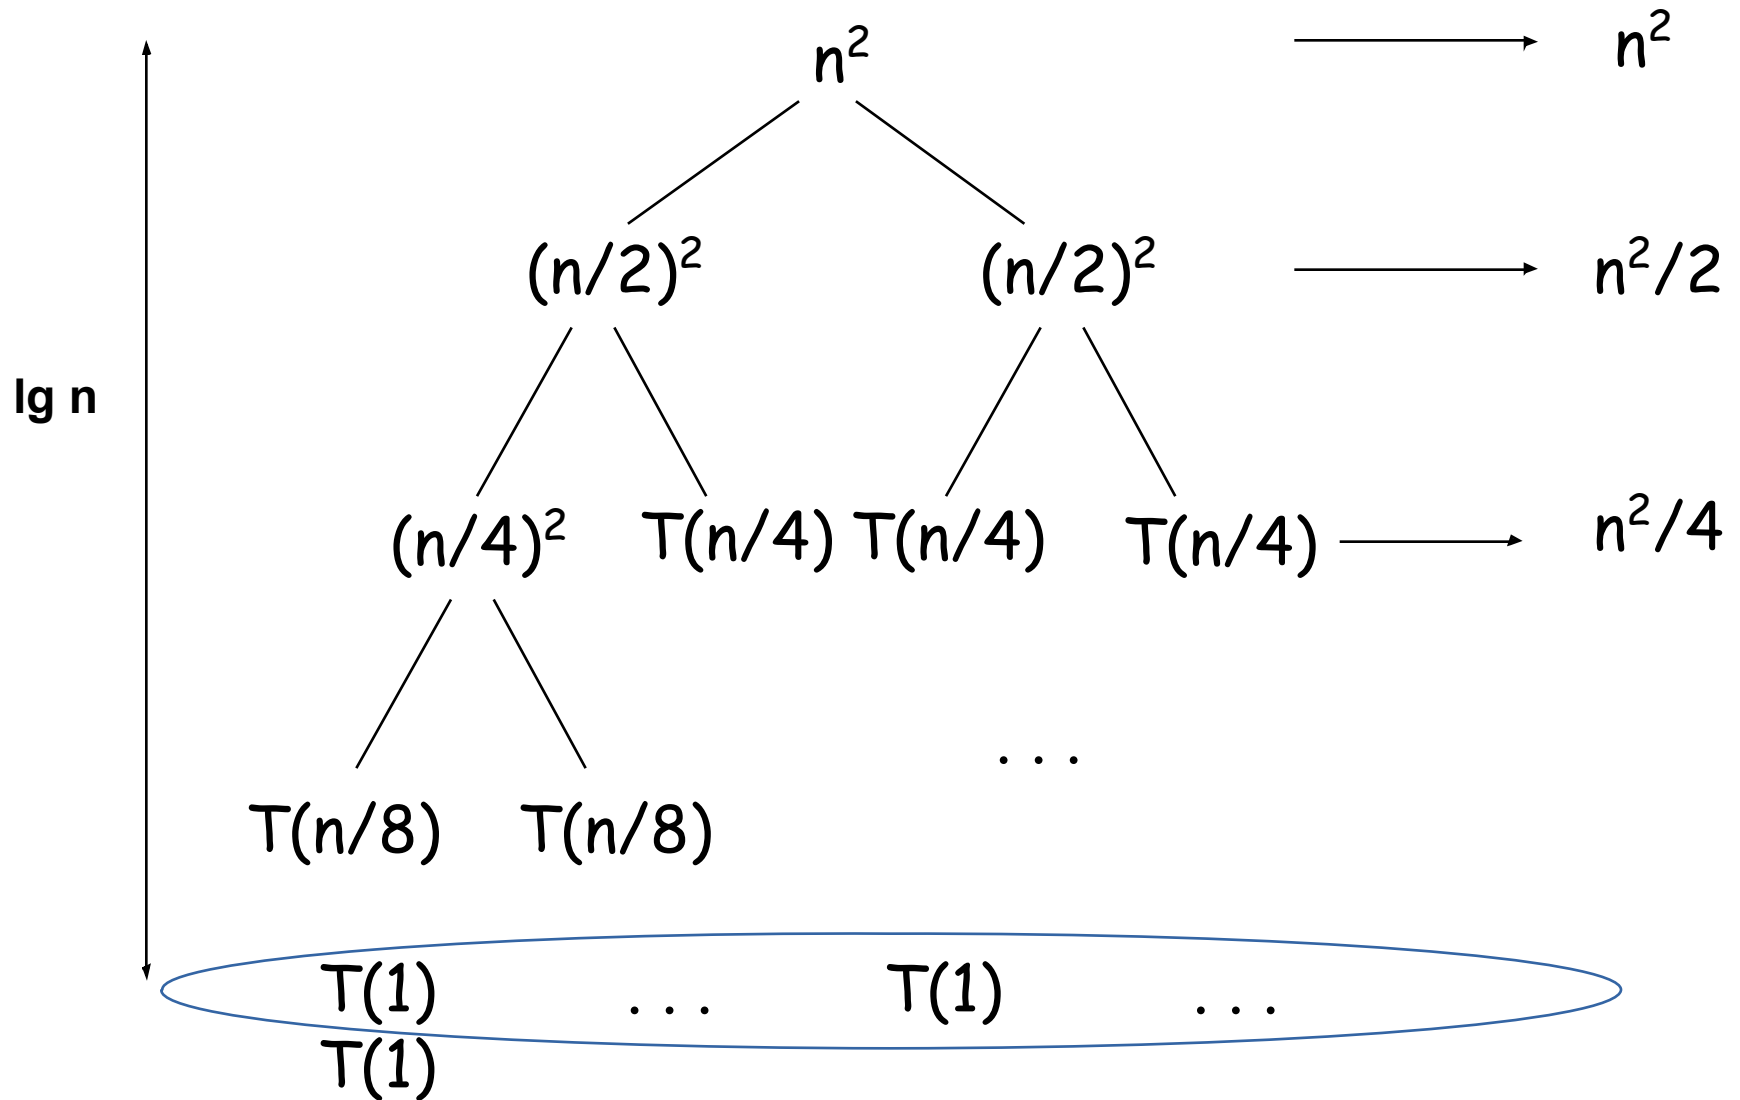 n² n²
(n/2)² (n/2)² n²/2
lg n
(n/4)² T(n/4) T(n/4) T(n/4) n²/4
. . .
T(n/8) T(n/8)
T(1) . . . T(1) . . .
T(1)